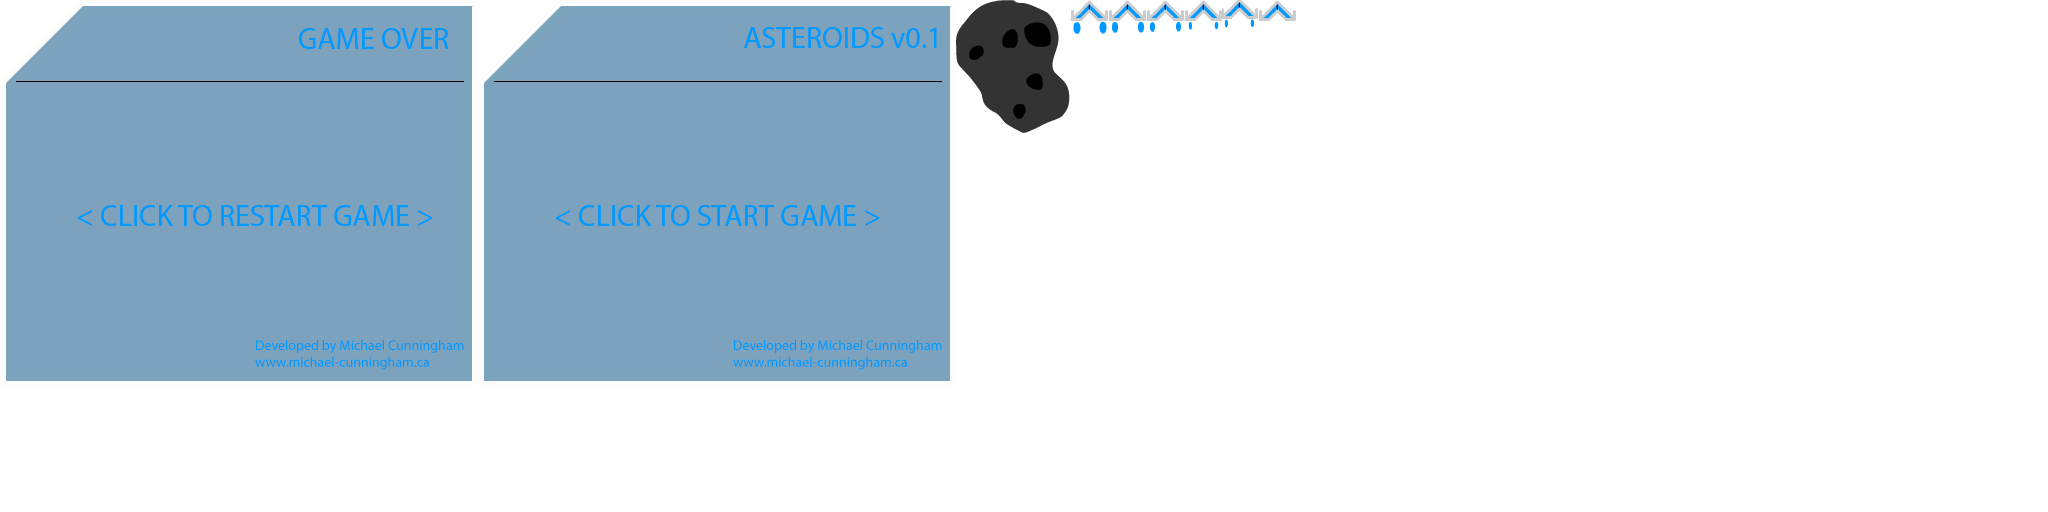 GAME OVER
< CLICK TO RESTART GAME >
Developed by Michael Cunningham
www.michael-cunningham.ca
ASTEROIDS v0.1
< CLICK TO START GAME >
Developed by Michael Cunningham
www.michael-cunningham.ca